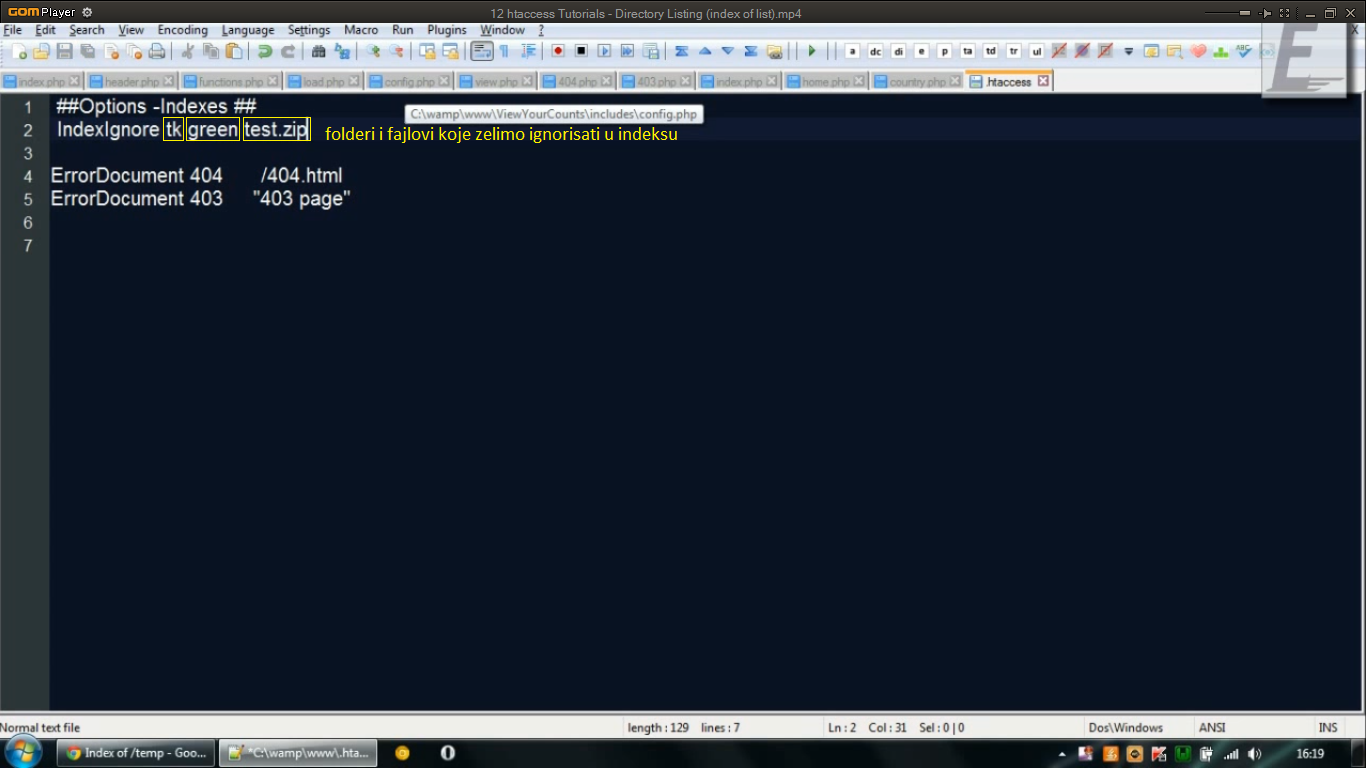 GOM Player 12 htaccess Tutorials - Directory Listing (index of list).mp4
File Edit Search View Encoding Language Settings Macro Run Plugins Window ? X
a dc di e p ta td tr ul ABC
index.php header.php functions.php load.php config.php view.php 404.php 403.php index.php home.php country.php .htaccess
E
1 ##Options -Indexes ##
C:\wamp\www\ViewYourCounts\includes\config.php
2 IndexIgnore tk green test.zip folderi i fajlovi koje zelimo ignorisati u indeksu
3
4 ErrorDocument 404 /404.html
5 ErrorDocument 403 "403 page"
6
7
Normal text file length : 129 lines : 7 Ln : 2 Col : 31 Sel : 0 | 0 Dos\Windows ANSI INS
Index of /temp - Goo... *C:\wamp\www\.hta... 16:19